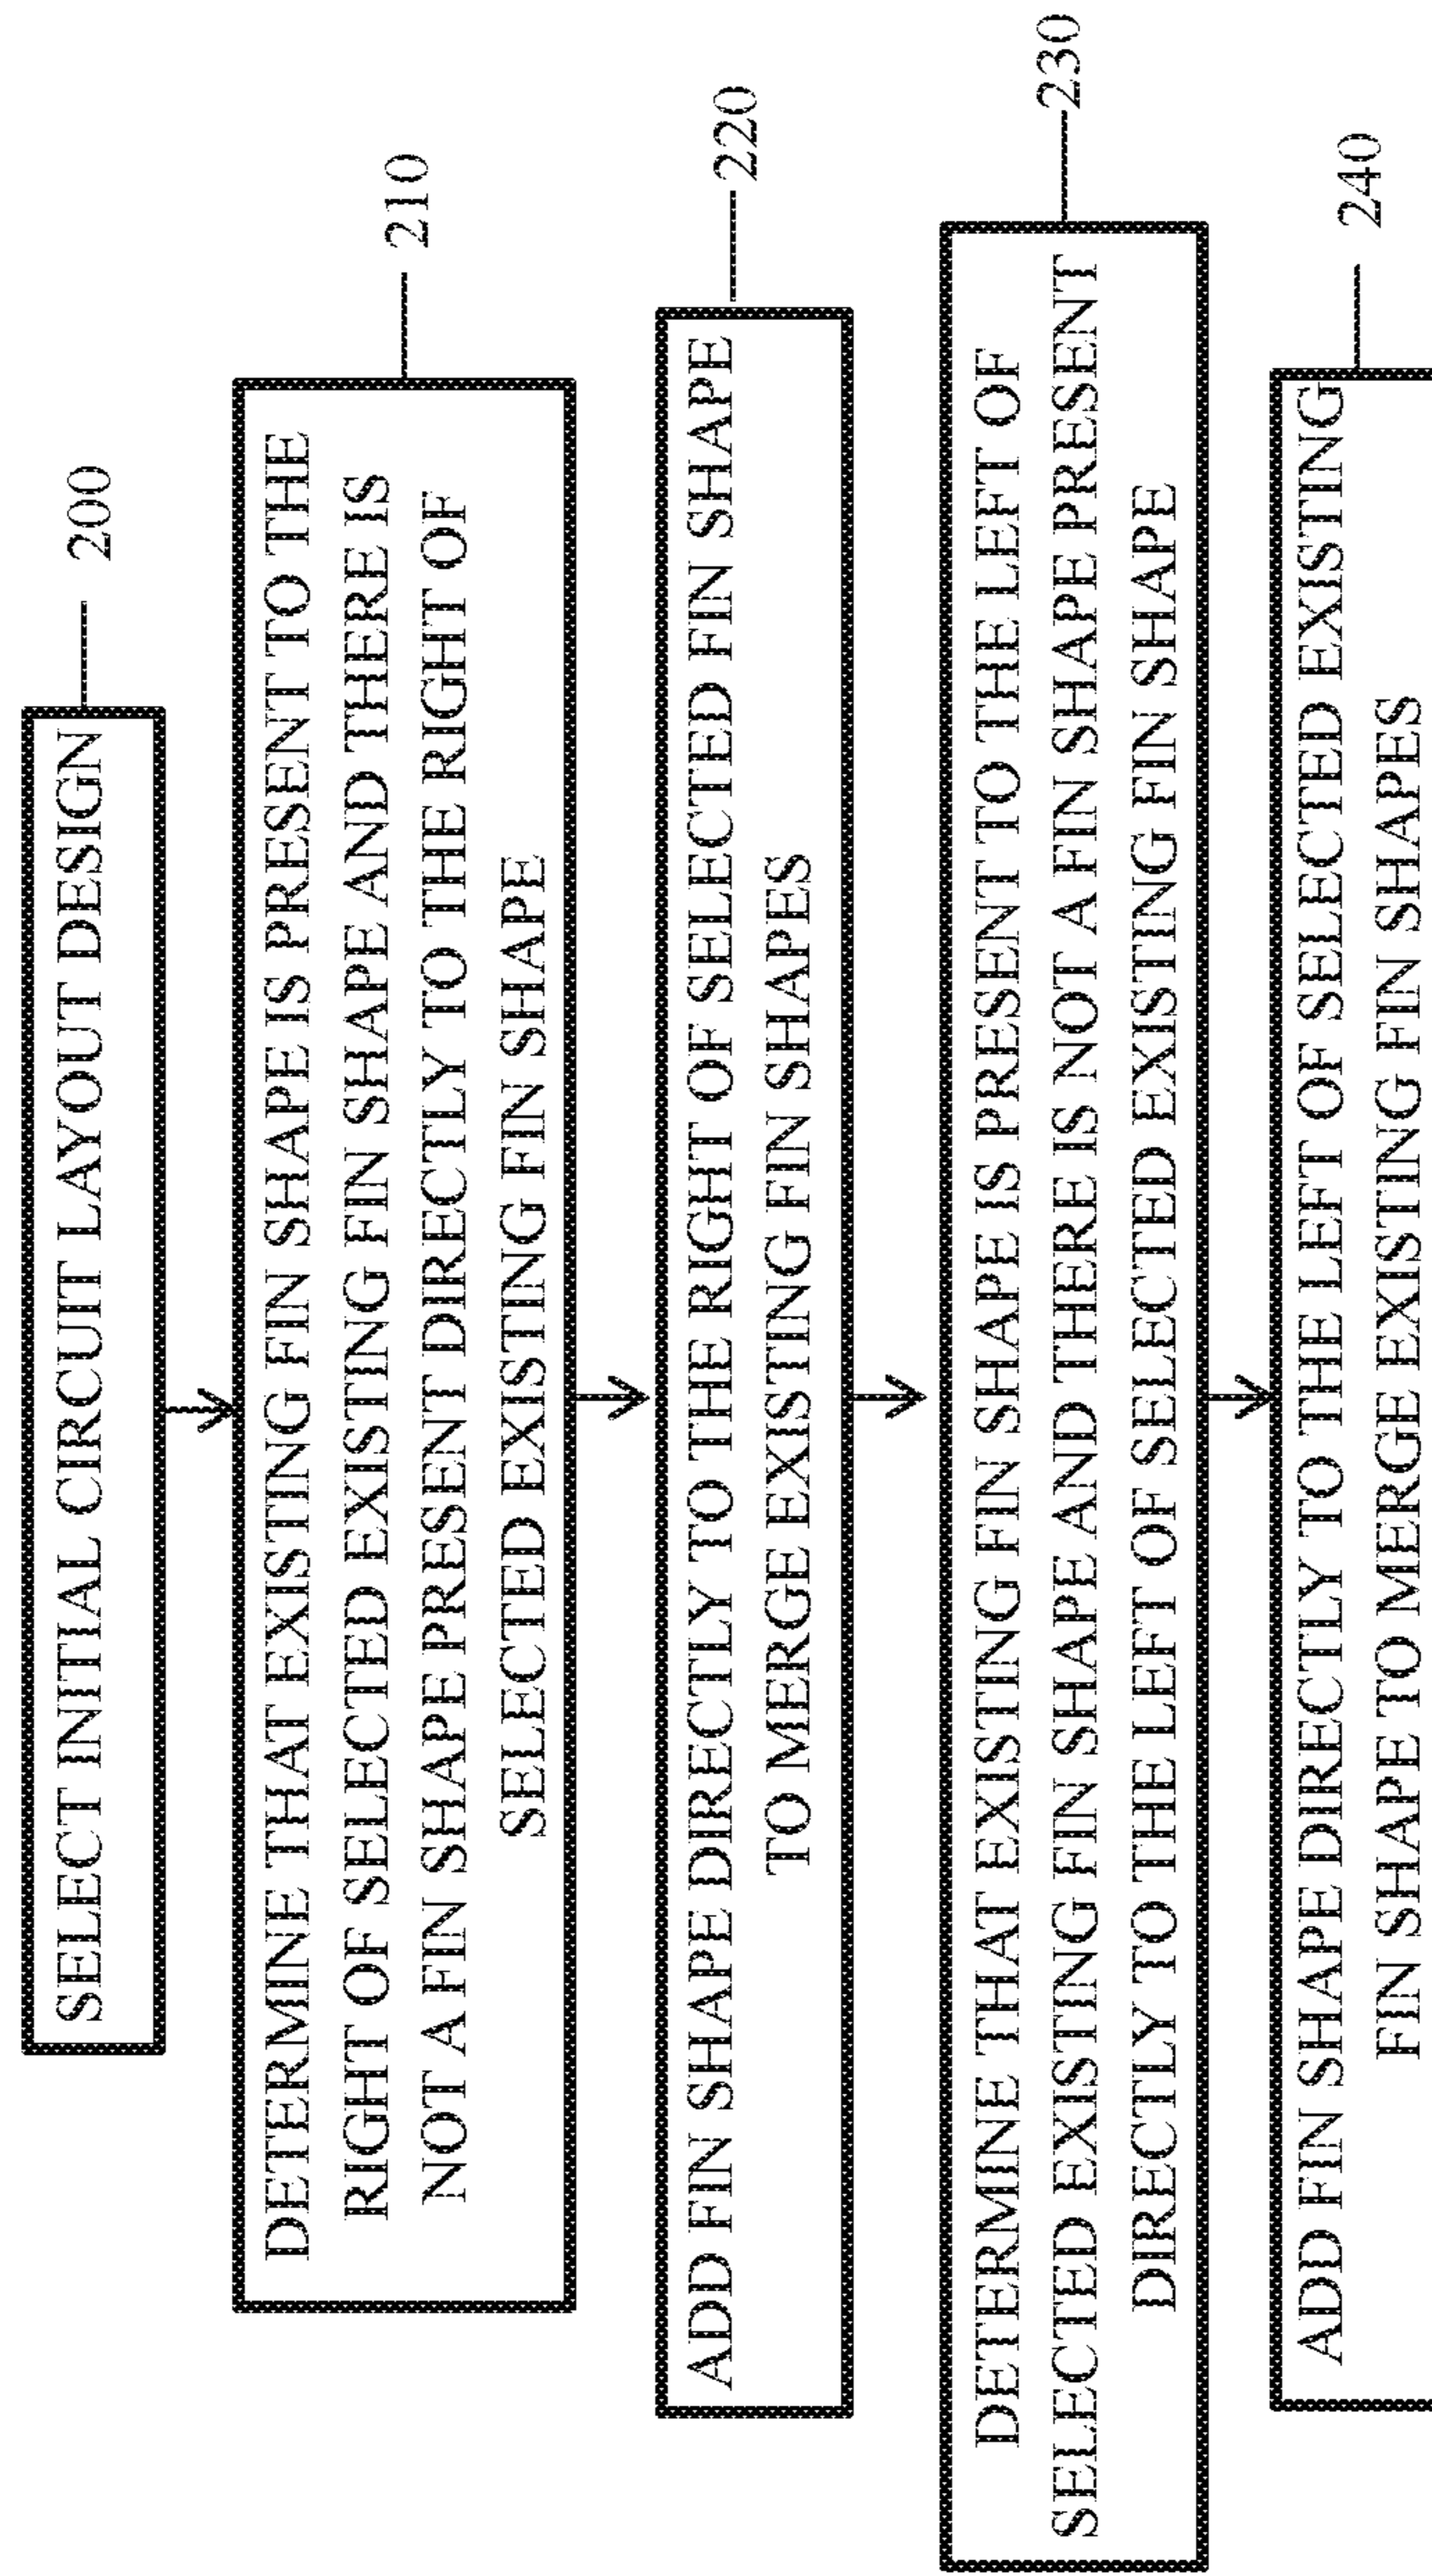 SELECT INITIAL CIRCUIT LAYOUT DESIGN
200
DETERMINE THAT EXISTING FIN SHAPE IS PRESENT TO THE
RIGHT OF SELECTED EXISTING FIN SHAPE AND THERE IS
NOT A FIN SHAPE PRESENT DIRECTLY TO THE RIGHT OF
SELECTED EXISTING FIN SHAPE
210
ADD FIN SHAPE DIRECTLY TO THE RIGHT OF SELECTED FIN SHAPE
TO MERGE EXISTING FIN SHAPES
220
DETERMINE THAT EXISTING FIN SHAPE IS PRESENT TO THE LEFT OF
SELECTED EXISTING FIN SHAPE AND THERE IS NOT A FIN SHAPE PRESENT
DIRECTLY TO THE LEFT OF SELECTED EXISTING FIN SHAPE
230
ADD FIN SHAPE DIRECTLY TO THE LEFT OF SELECTED EXISTING
FIN SHAPE TO MERGE EXISTING FIN SHAPES
240